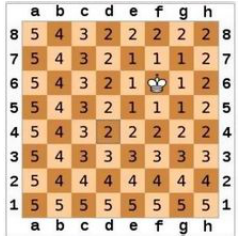 a b c d e f g h
8 5 4 3 2 2 2 2 2 8
7 5 4 3 2 1 1 1 2 7
6 5 4 3 2 1 1 2 6
5 5 4 3 2 1 1 1 2 5
4 5 4 3 2 2 2 2 2 4
3 5 4 3 3 3 3 3 3 3
2 5 4 4 4 4 4 4 4 2
1 5 5 5 5 5 5 5 5 1
a b c d e f g h